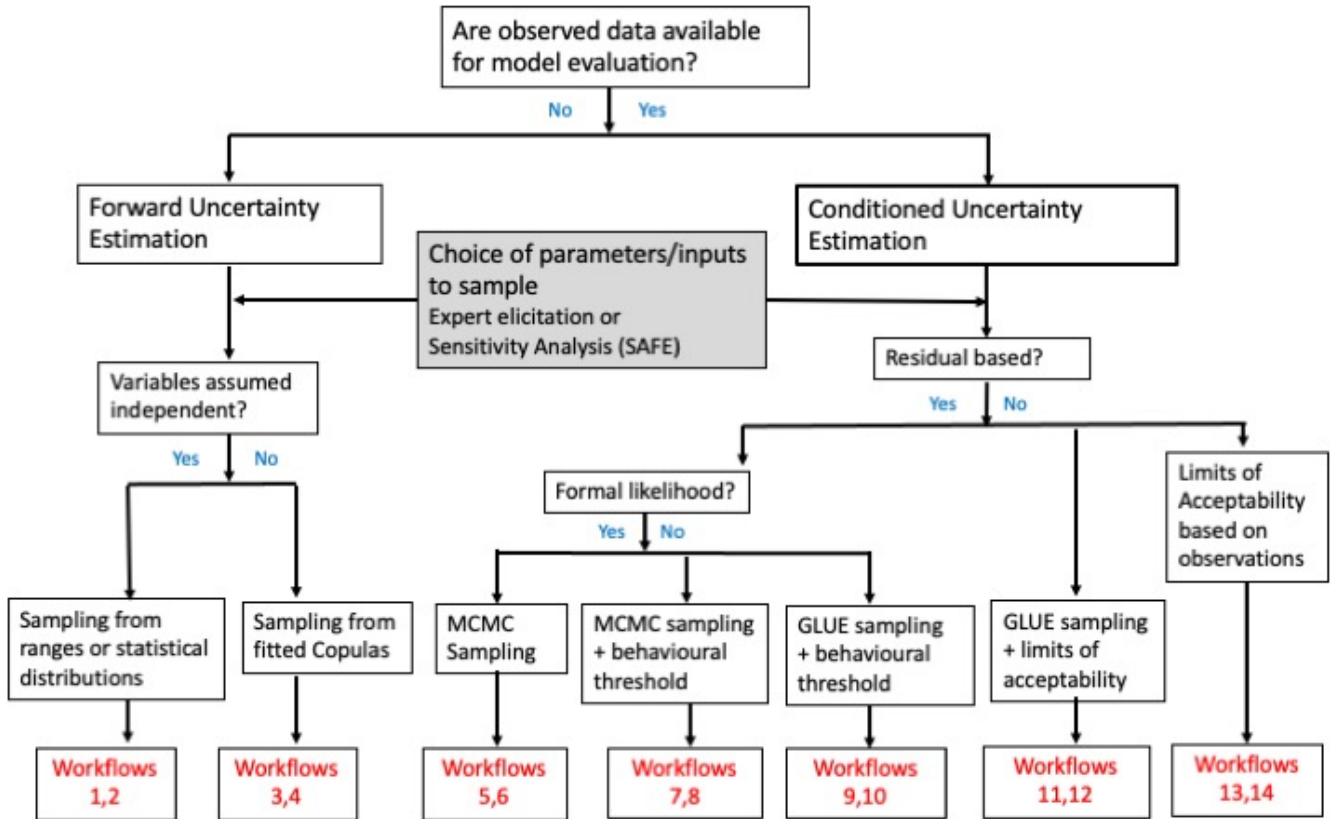 Are observed data available
for model evaluation?
No
Yes
Forward Uncertainty
Estimation
Conditioned Uncertainty
Estimation
Choice of parameters/inputs
to sample
Expert elicitation or
Sensitivity Analysis (SAFE)
Variables assumed
independent?
Residual based?
Yes
No
Yes
No
Formal likelihood?
Yes
No
Limits of
Acceptability
based on
observations
Sampling from
ranges or statistical
distributions
Sampling from
fitted Copulas
MCMC
Sampling
MCMC sampling
+ behavioural
threshold
GLUE sampling
+ behavioural
threshold
GLUE sampling
+ limits of
acceptability
Workflows
1,2
Workflows
3,4
Workflows
5,6
Workflows
7,8
Workflows
9,10
Workflows
11,12
Workflows
13,14